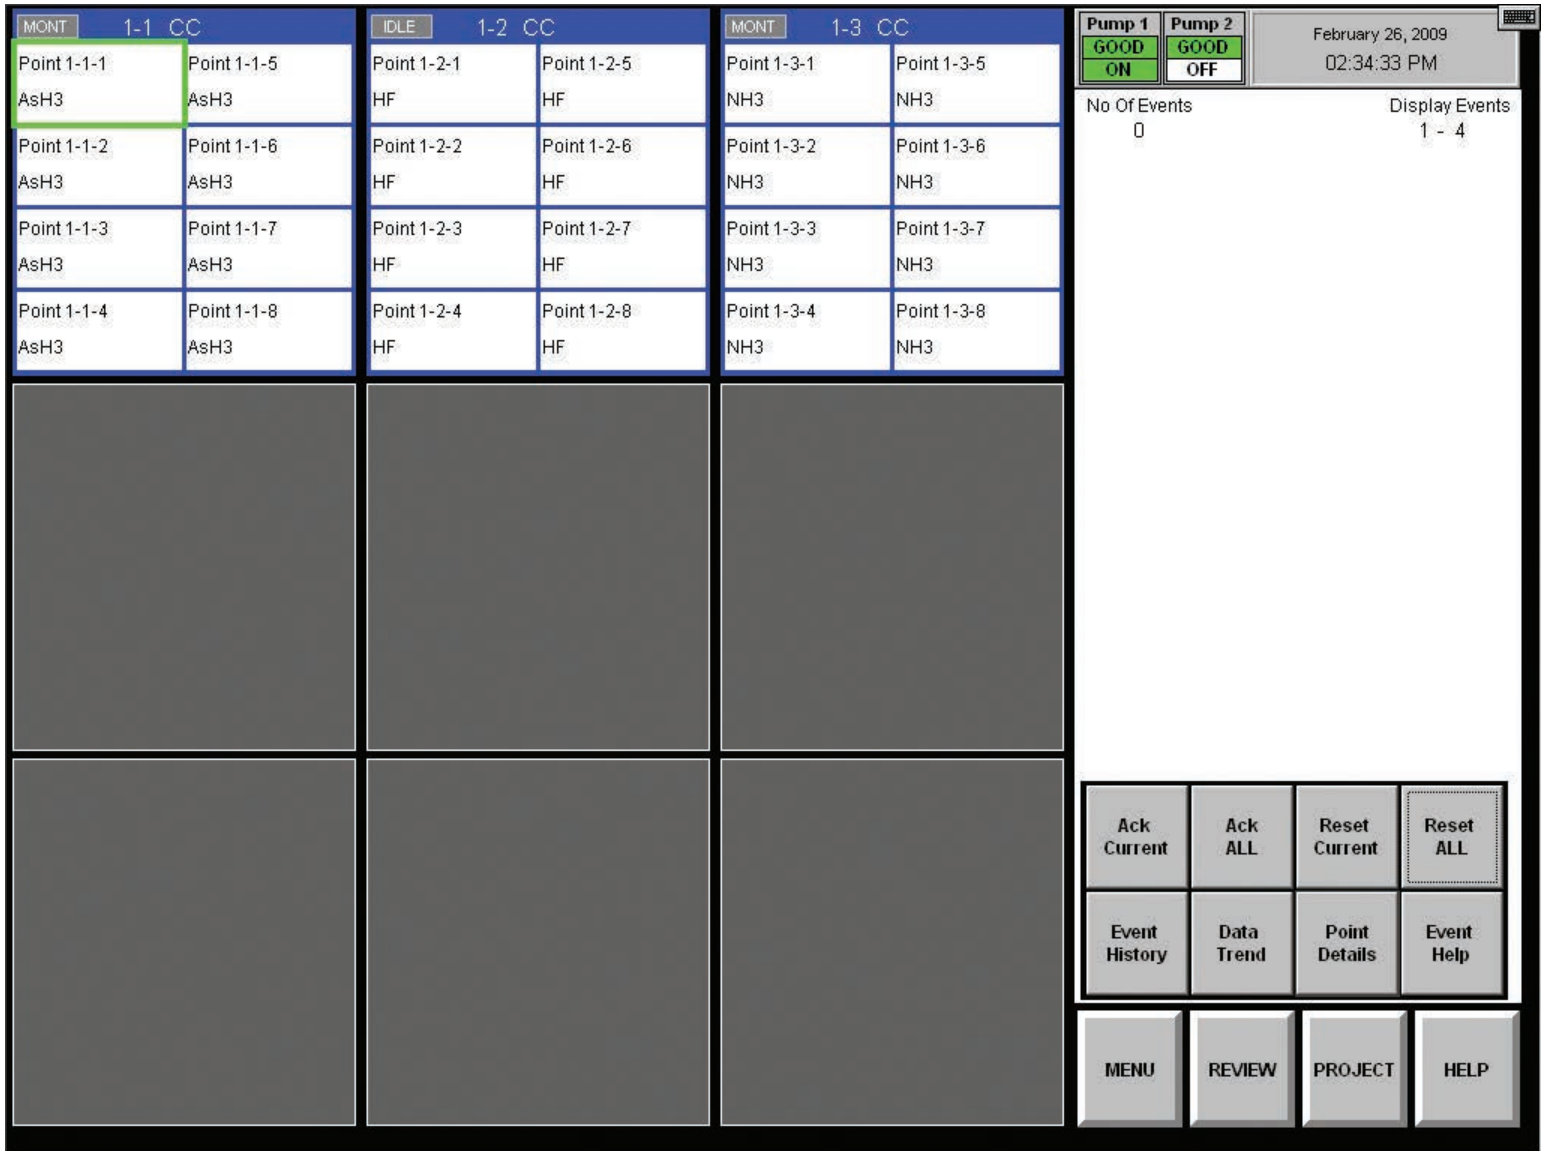 MONT 1-1 CC
Point 1-1-1 Point 1-1-5
AsH3 AsH3
Point 1-1-2 Point 1-1-6
AsH3 AsH3
Point 1-1-3 Point 1-1-7
AsH3 AsH3
Point 1-1-4 Point 1-1-8
AsH3 AsH3
IDLE 1-2 CC
Point 1-2-1 Point 1-2-5
HF HF
Point 1-2-2 Point 1-2-6
HF HF
Point 1-2-3 Point 1-2-7
HF HF
Point 1-2-4 Point 1-2-8
HF HF
MONT 1-3 CC
Point 1-3-1 Point 1-3-5
NH3 NH3
Point 1-3-2 Point 1-3-6
NH3 NH3
Point 1-3-3 Point 1-3-7
NH3 NH3
Point 1-3-4 Point 1-3-8
NH3 NH3
Pump 1 Pump 2
GOOD GOOD
ON OFF
February 26, 2009
02:34:33 PM
No Of Events Display Events
0 1 - 4
Ack Current
Ack ALL
Reset Current
Reset ALL
Event History
Data Trend
Point Details
Event Help
MENU REVIEW PROJECT HELP